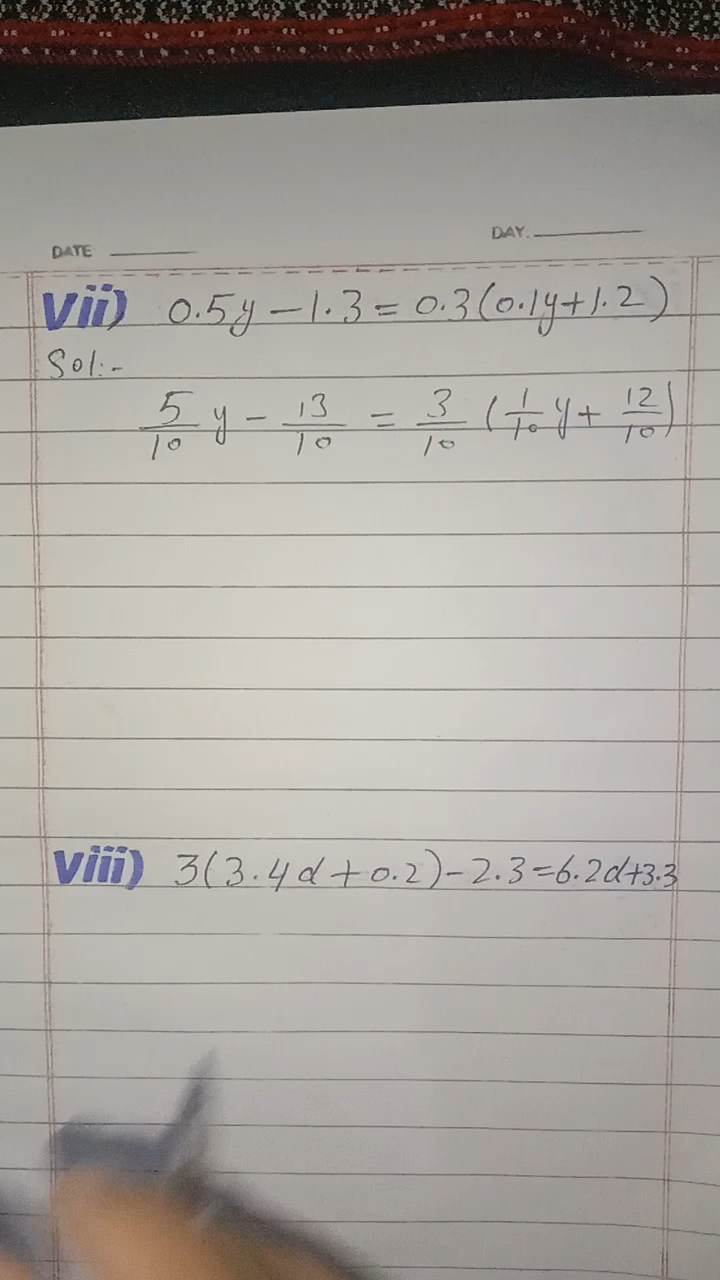 DATE DAY.
vii) 0.5y - 1.3 = 0.3(0.1y+1.2)
Sol:-
5/10 y - 13/10 = 3/10 (1/10 y + 12/10)
viii) 3(3.4d+0.2)-2.3=6.2d+3.3